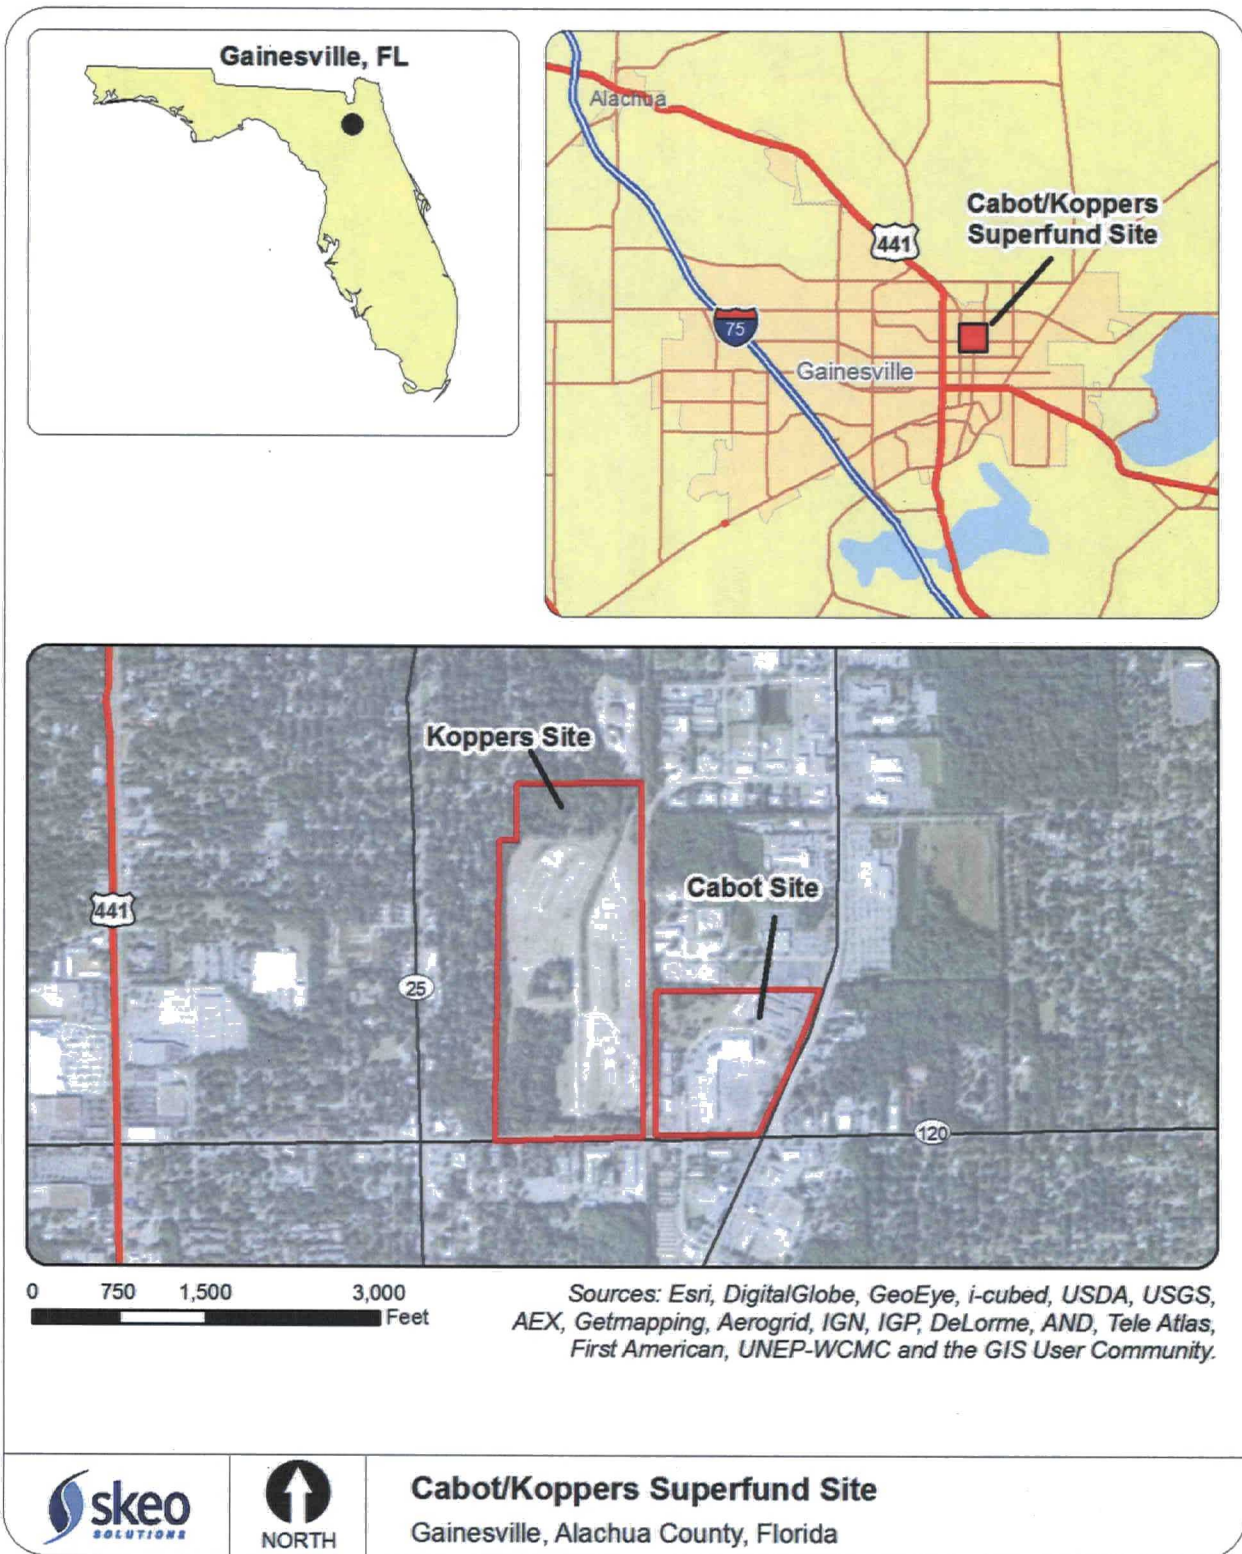 Gainesville, FL
Alachua
441
Cabot/Koppers
Superfund Site
75
Gainesville
Koppers Site
Cabot Site
441
25
120
0 750 1,500 3,000
Feet
Sources: Esri, DigitalGlobe, GeoEye, i-cubed, USDA, USGS,
AEX, Getmapping, Aerogrid, IGN, IGP, DeLorme, AND, Tele Atlas,
First American, UNEP-WCMC and the GIS User Community.
skeo
SOLUTIONS
NORTH
Cabot/Koppers Superfund Site
Gainesville, Alachua County, Florida